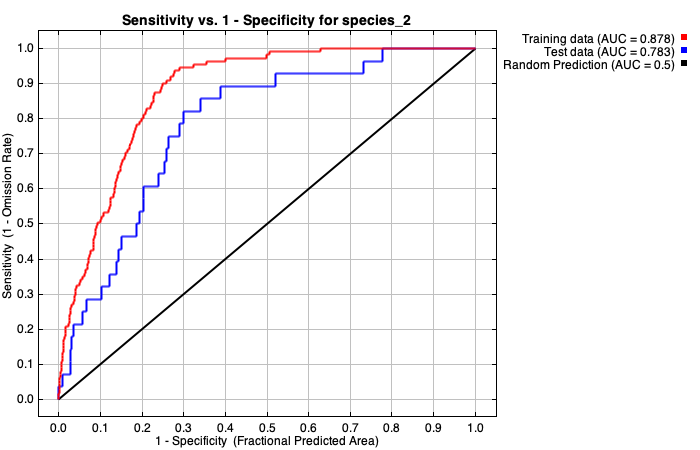 Sensitivity vs. 1 - Specificity for species_2
Training data (AUC = 0.878)
Test data (AUC = 0.783)
Random Prediction (AUC = 0.5)
Sensitivity (1 - Omission Rate)
1.0
0.9
0.8
0.7
0.6
0.5
0.4
0.3
0.2
0.1
0.0
0.0 0.1 0.2 0.3 0.4 0.5 0.6 0.7 0.8 0.9 1.0
1 - Specificity (Fractional Predicted Area)